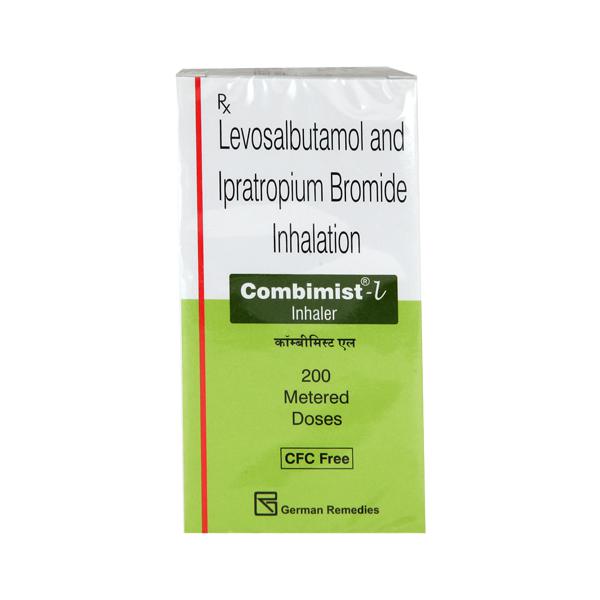 Rx
Levosalbutamol and
Ipratropium Bromide
Inhalation
Combimist®-l
Inhaler
कॉम्बीमिस्ट एल
200
Metered
Doses
CFC Free
German Remedies